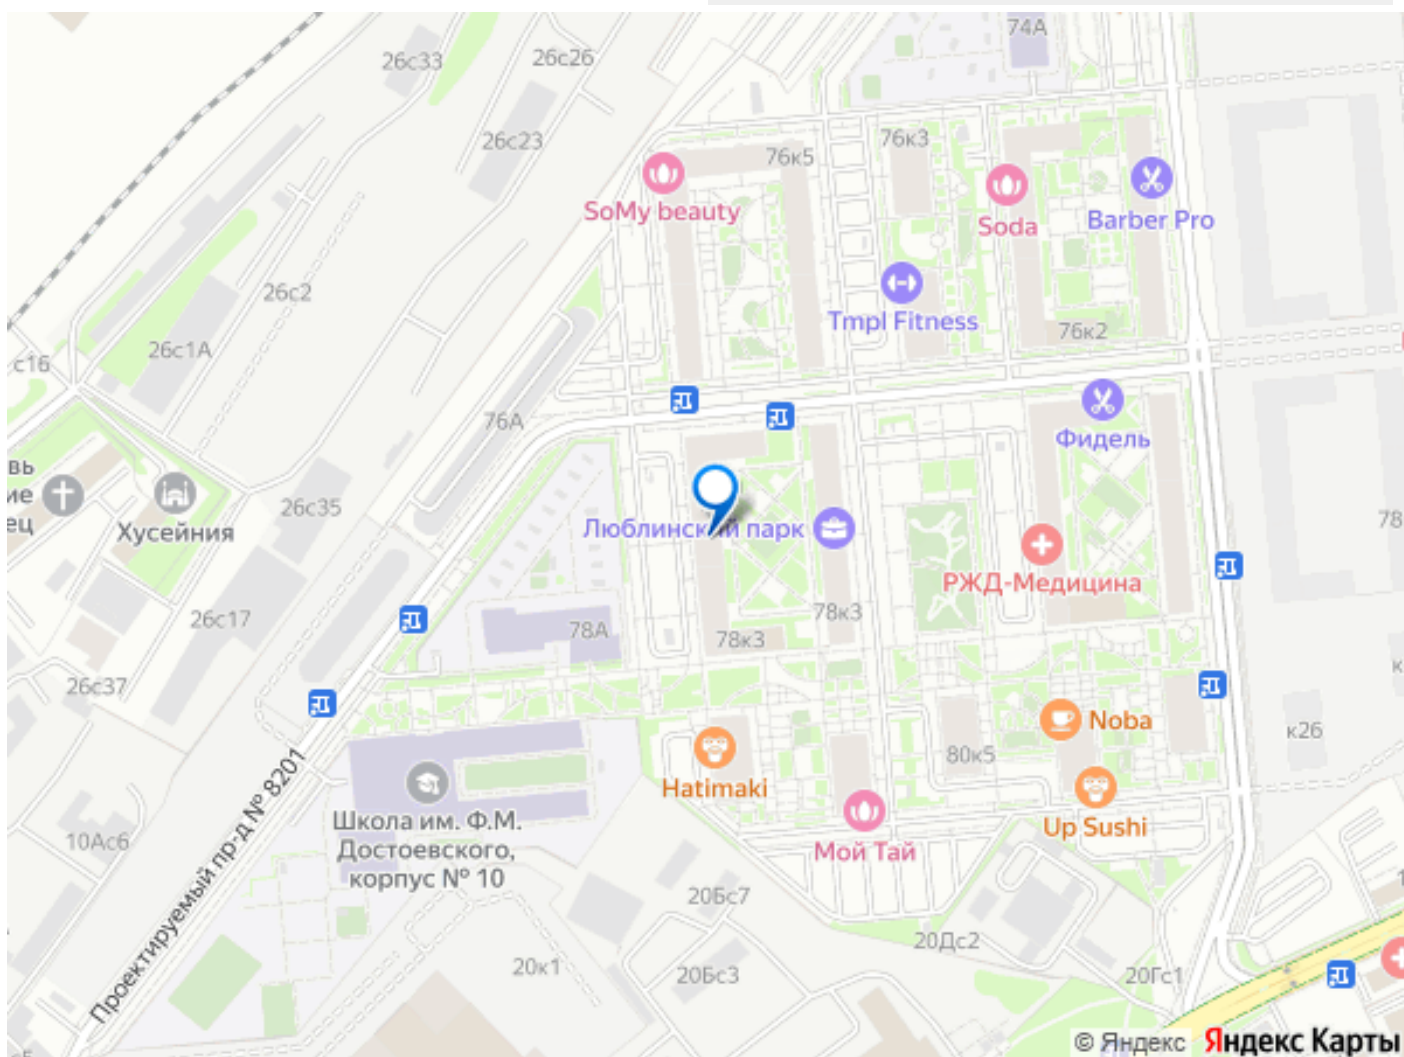 74А
26с33
26с26
26с23
76к5
76к3
SoMy beauty
Soda
Barber Pro
26с2
Tmpl Fitness
76к2
26с1А
с16
76А
Фидель
вь
ие
ец
Хусейния
26с35
Люблинский парк
78
РЖД-Медицина
26с17
78А
78к3
78к3
26с37
Noba
к26
80к5
Hatimaki
Up Sushi
Проектируемый пр-д № 8201
10Ас6
Школа им. Ф.М.
Достоевского,
корпус № 10
Мой Тай
20Бс7
20Дс2
20к1
20Бс3
20Гс1
© Яндекс Яндекс Карты